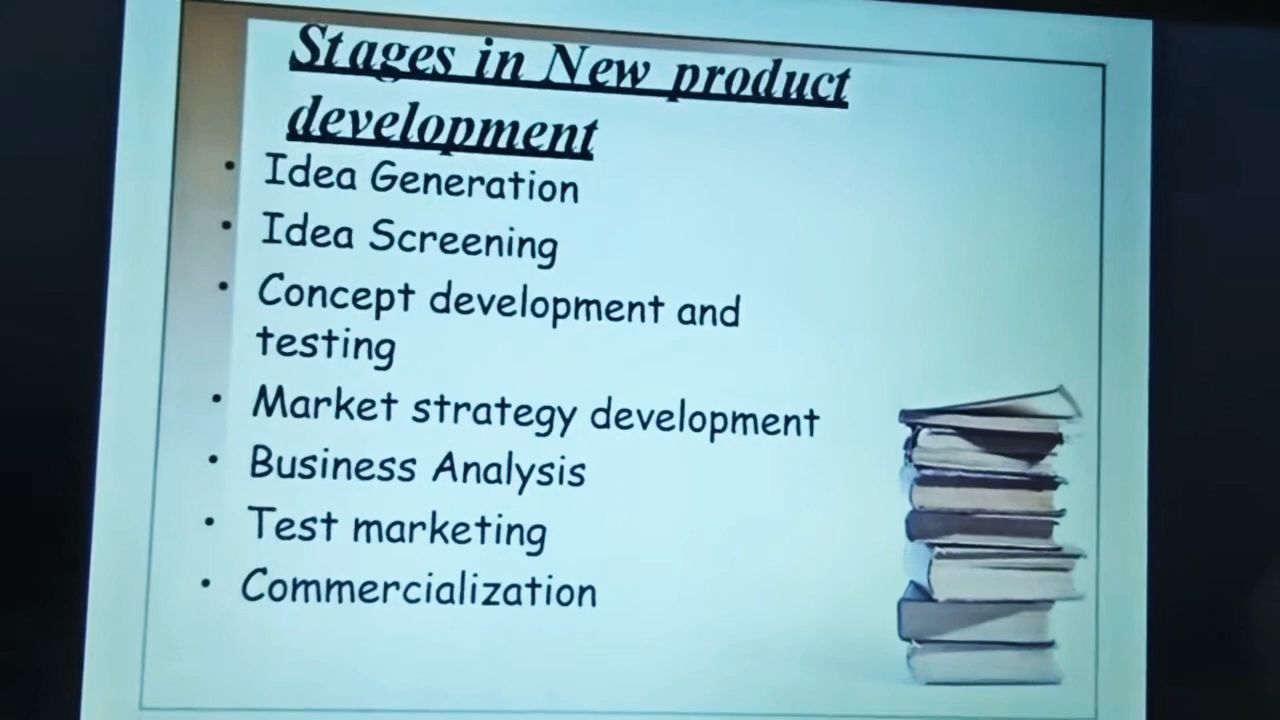 Stages in New product
development
• Idea Generation
• Idea Screening
• Concept development and
testing
• Market strategy development
• Business Analysis
• Test marketing
• Commercialization